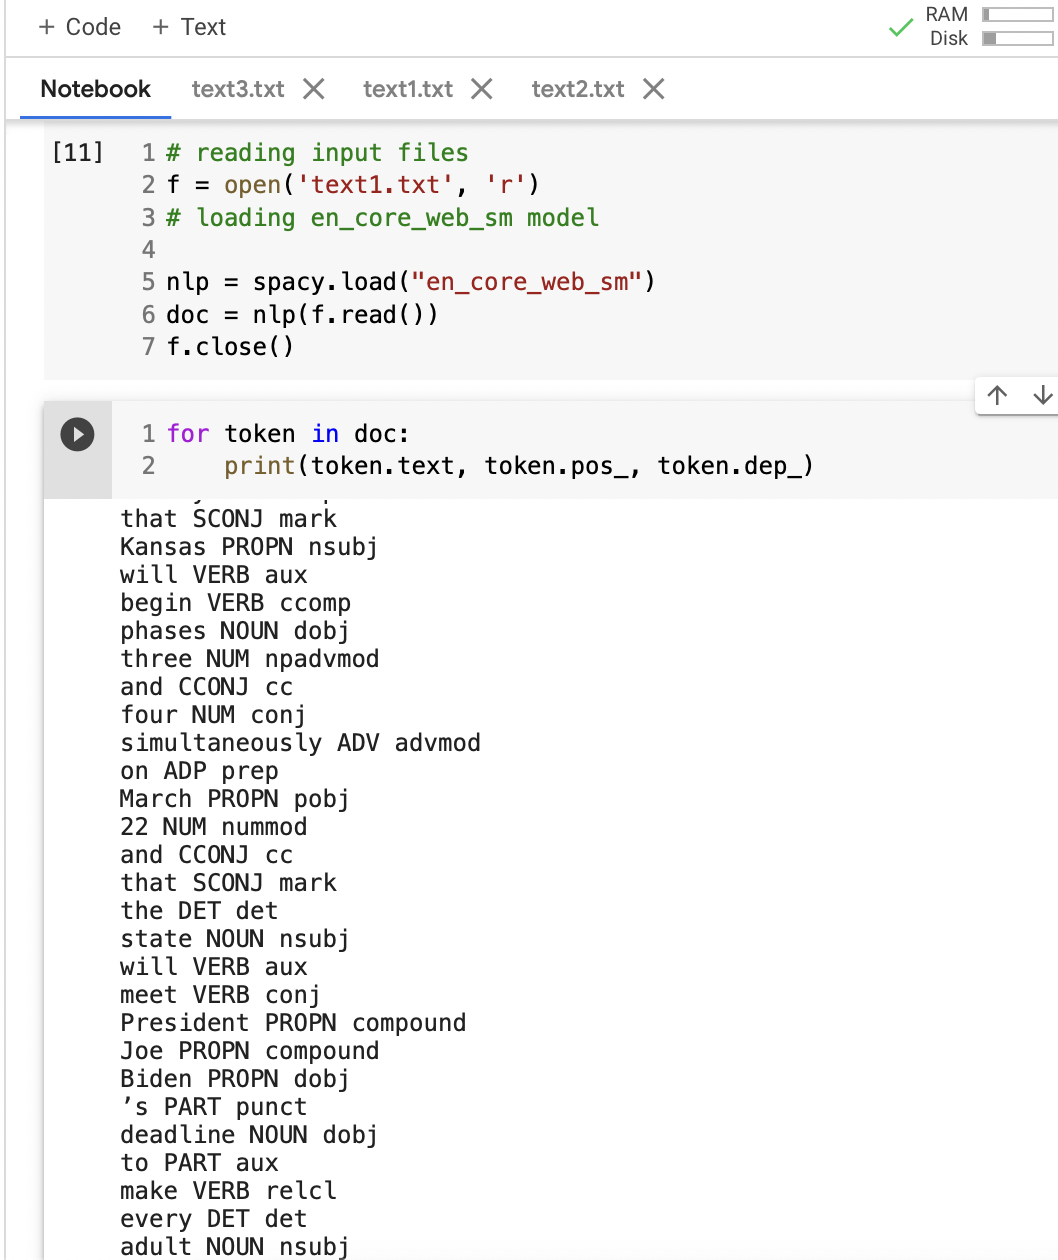 + Code + Text
RAM
Disk
Notebook text3.txt text1.txt text2.txt
[11] 1 # reading input files
2 f = open('text1.txt', 'r')
3 # loading en_core_web_sm model
4
5 nlp = spacy.load("en_core_web_sm")
6 doc = nlp(f.read())
7 f.close()
1 for token in doc:
2     print(token.text, token.pos_, token.dep_)
that SCONJ mark
Kansas PROPN nsubj
will VERB aux
begin VERB ccomp
phases NOUN dobj
three NUM npadvmod
and CCONJ cc
four NUM conj
simultaneously ADV advmod
on ADP prep
March PROPN pobj
22 NUM nummod
and CCONJ cc
that SCONJ mark
the DET det
state NOUN nsubj
will VERB aux
meet VERB conj
President PROPN compound
Joe PROPN compound
Biden PROPN dobj
’s PART punct
deadline NOUN dobj
to PART aux
make VERB relcl
every DET det
adult NOUN nsubj